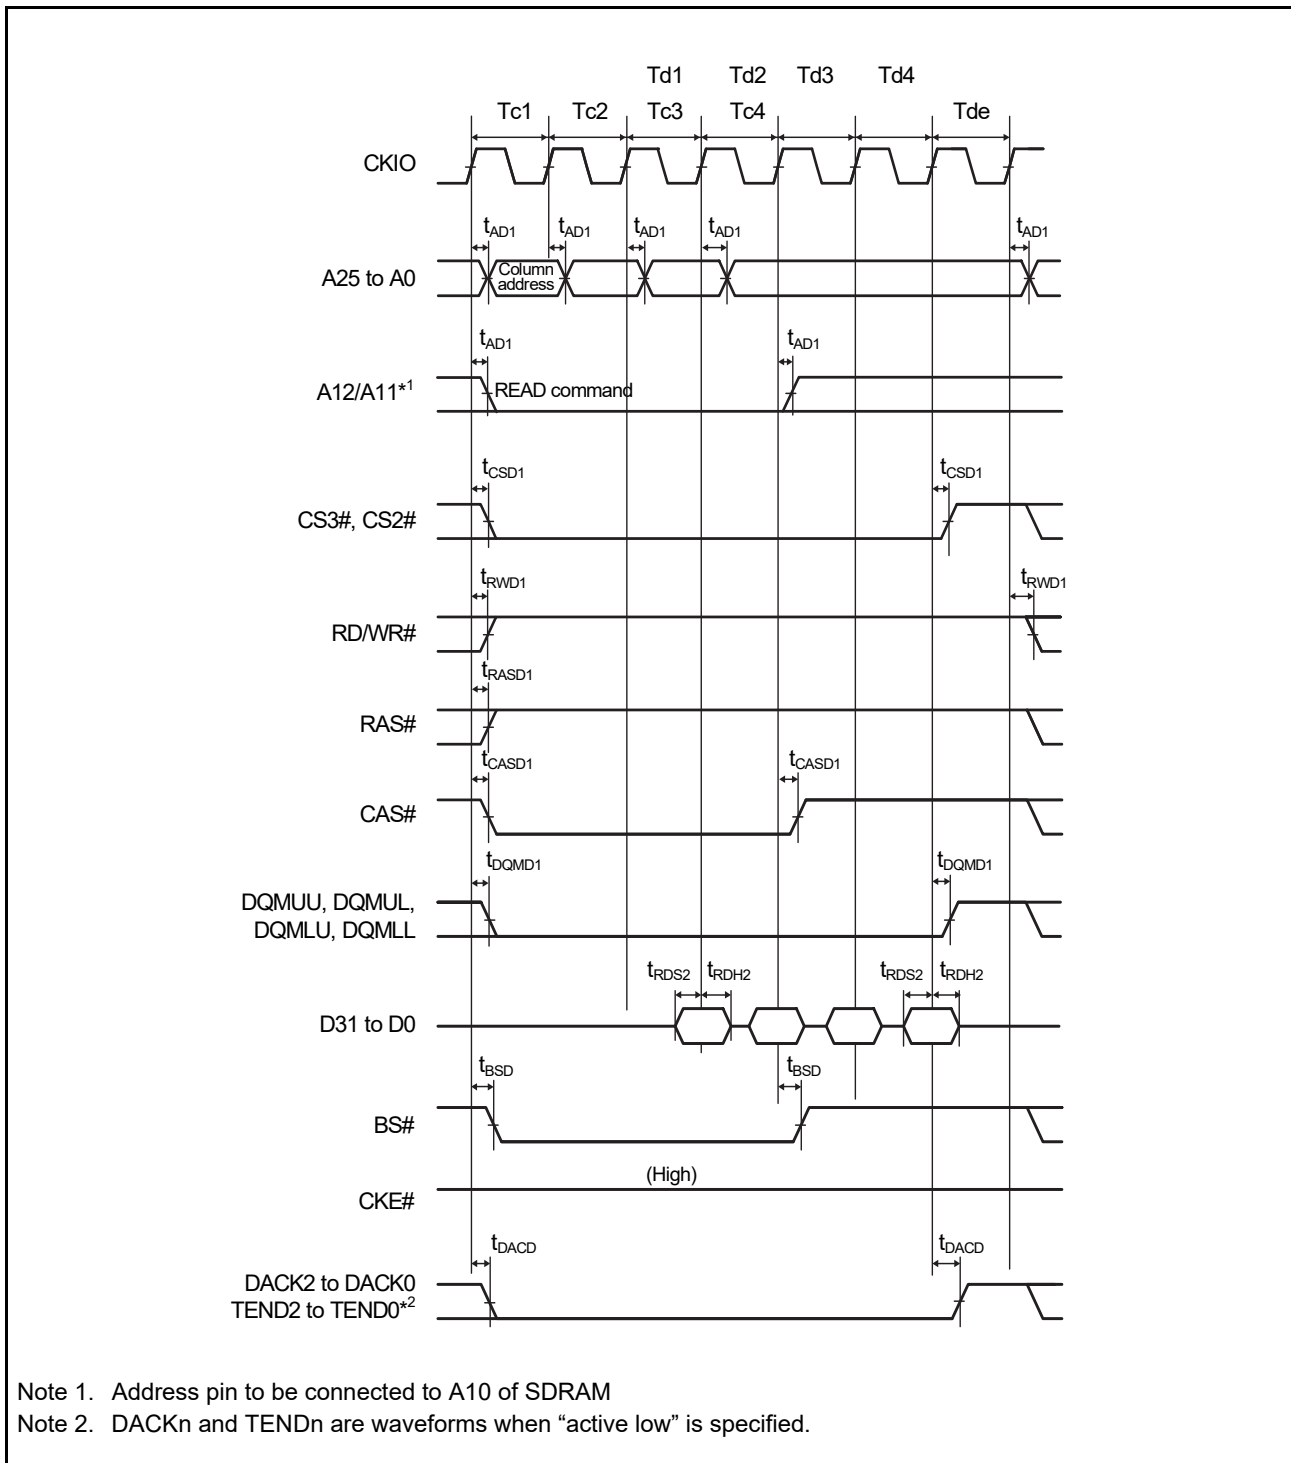 Td1 Td2 Td3 Td4
Tc1 Tc2 Tc3 Tc4 Tde
CKIO
tAD1 tAD1 tAD1 tAD1 tAD1
A25 to A0
Column
address
tAD1 tAD1
A12/A11*1
READ command
tCSD1 tCSD1
CS3#, CS2#
tRWD1 tRWD1
RD/WR#
tRASD1
RAS#
tCASD1 tCASD1
CAS#
tDQMD1 tDQMD1
DQMUU, DQMUL,
DQMLU, DQMLL
tRDS2 tRDH2 tRDS2 tRDH2
D31 to D0
tBSD tBSD
BS#
(High)
CKE#
tDACD tDACD
DACK2 to DACK0
TEND2 to TEND0*2
Note 1. Address pin to be connected to A10 of SDRAM
Note 2. DACKn and TENDn are waveforms when “active low” is specified.